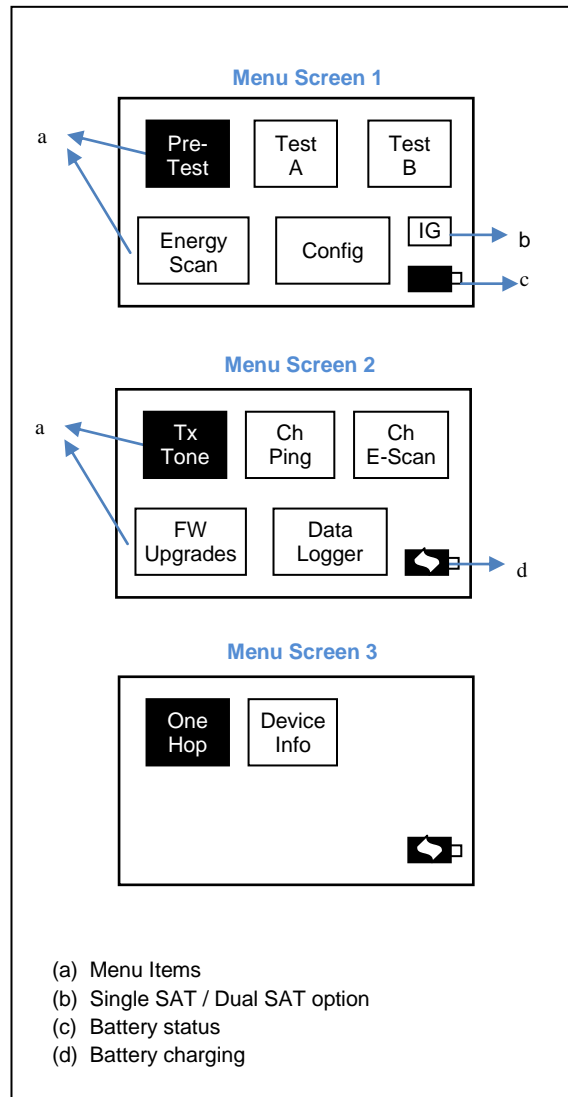 Menu Screen 1
a
Pre-
Test
Test
A
Test
B
Energy
Scan
Config
IG
b
c
Menu Screen 2
a
Tx
Tone
Ch
Ping
Ch
E-Scan
FW
Upgrades
Data
Logger
d
Menu Screen 3
One
Hop
Device
Info
(a) Menu Items
(b) Single SAT / Dual SAT option
(c) Battery status
(d) Battery charging